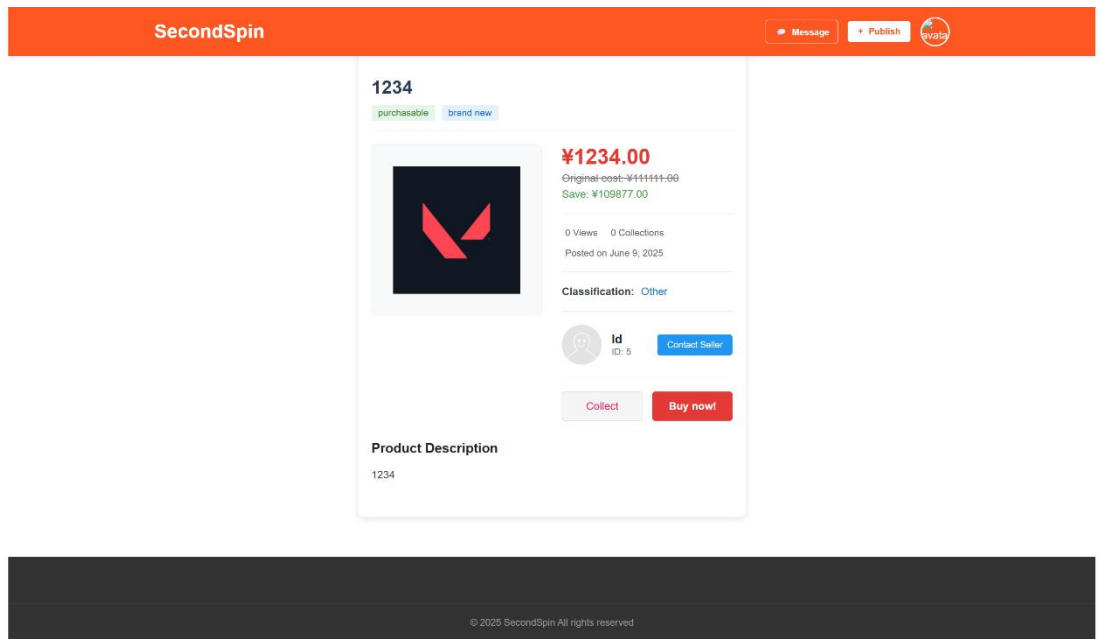 SecondSpin
Message
+ Publish
avata
1234
purchasable brand new
¥1234.00
Original cost: ¥111111.00
Save: ¥109877.00
0 Views 0 Collections
Posted on June 9, 2025
Classification: Other
ld
ID: 5
Contact Seller
Collect
Buy now!
Product Description
1234
© 2025 SecondSpin All rights reserved